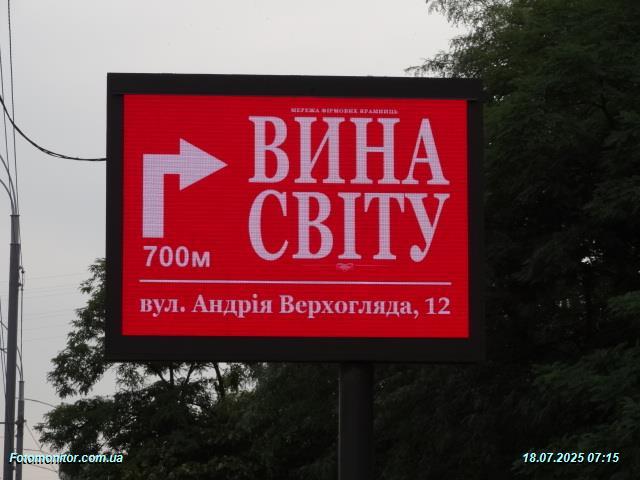 МЕРЕЖА ФІРМОВИХ КРАМНИЦЬ
ВИНА
СВІТУ
700м
вул. Андрія Верхогляда, 12
Fotomonitor.com.ua
18.07.2025 07:15